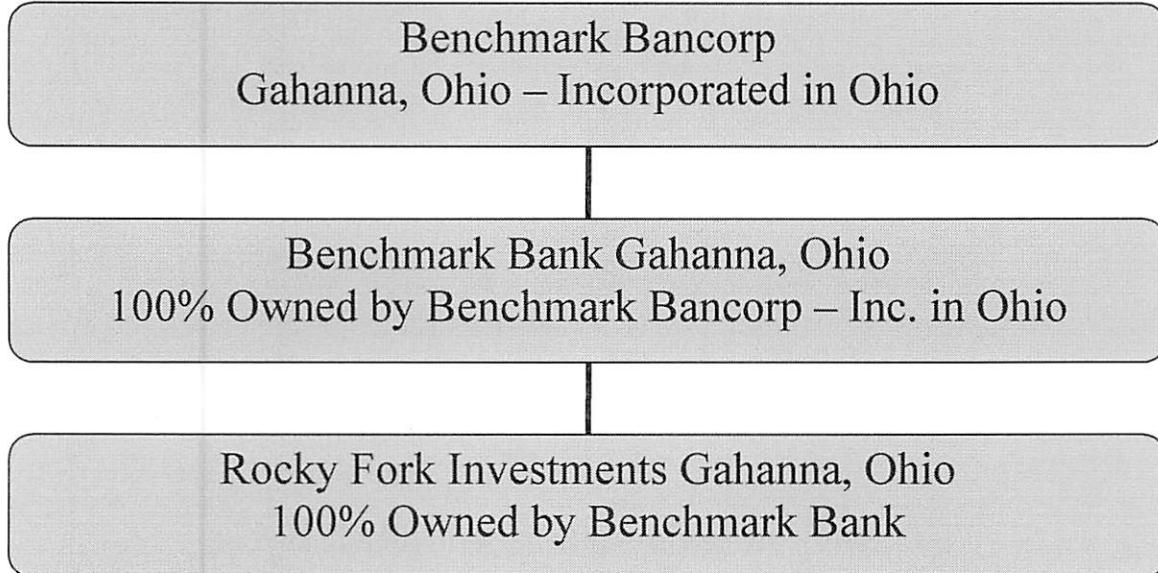 Benchmark Bancorp
Gahanna, Ohio – Incorporated in Ohio
Benchmark Bank Gahanna, Ohio
100% Owned by Benchmark Bancorp – Inc. in Ohio
Rocky Fork Investments Gahanna, Ohio
100% Owned by Benchmark Bank